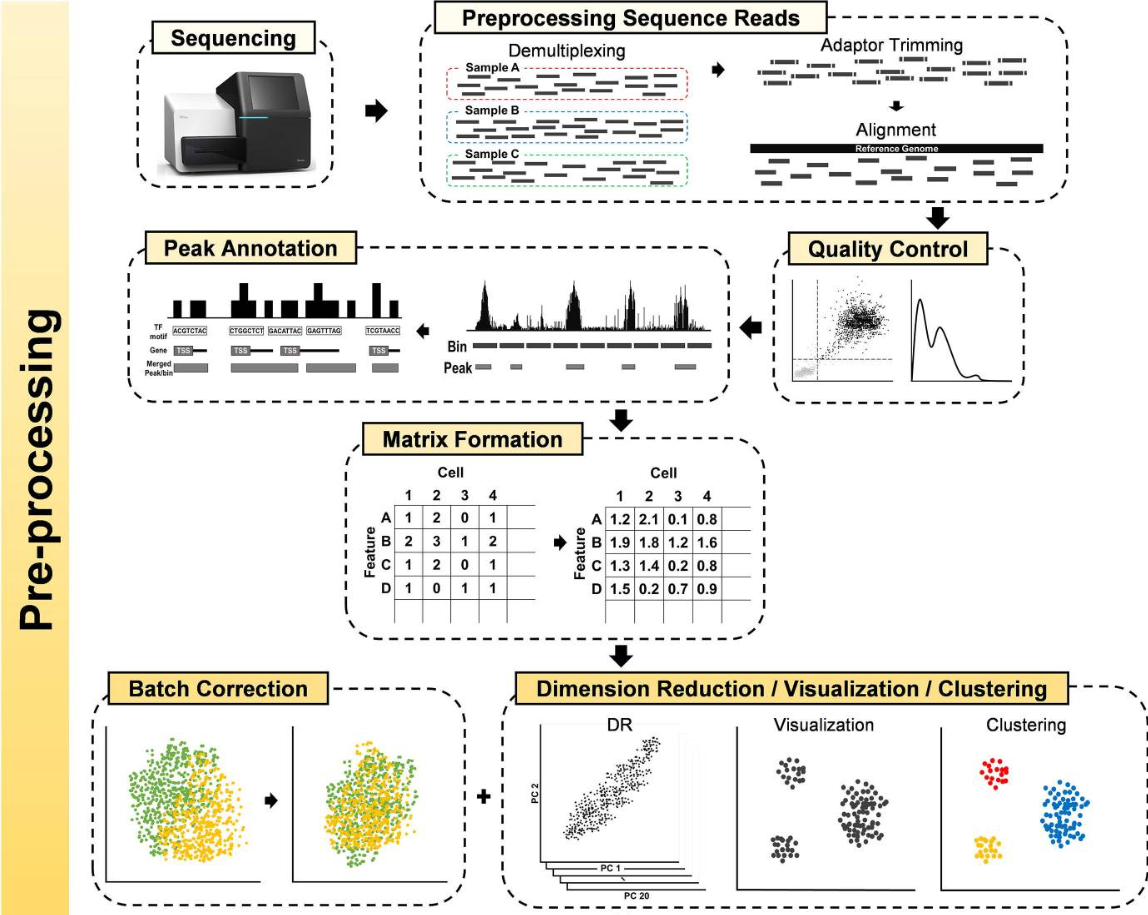 Pre-processing
Sequencing
Preprocessing Sequence Reads
Demultiplexing
Sample A
Sample B
Sample C
Adaptor Trimming
Alignment
Reference Genome
Quality Control
Peak Annotation
TF motif
ACGTCTAC CTGGCTCT GACATTAC GAGTTTAG TCGTAACC
Gene TSS TSS TSS TSS
Merged Peak/bin
Bin
Peak
Matrix Formation
Cell
1 2 3 4
Feature
A 1 2 0 1
B 2 3 1 2
C 1 2 0 1
D 1 0 1 1
Cell
1 2 3 4
Feature
A 1.2 2.1 0.1 0.8
B 1.9 1.8 1.2 1.6
C 1.3 1.4 0.2 0.8
D 1.5 0.2 0.7 0.9
Batch Correction
+
Dimension Reduction / Visualization / Clustering
DR
PC 2
PC 1
PC 20
Visualization
Clustering